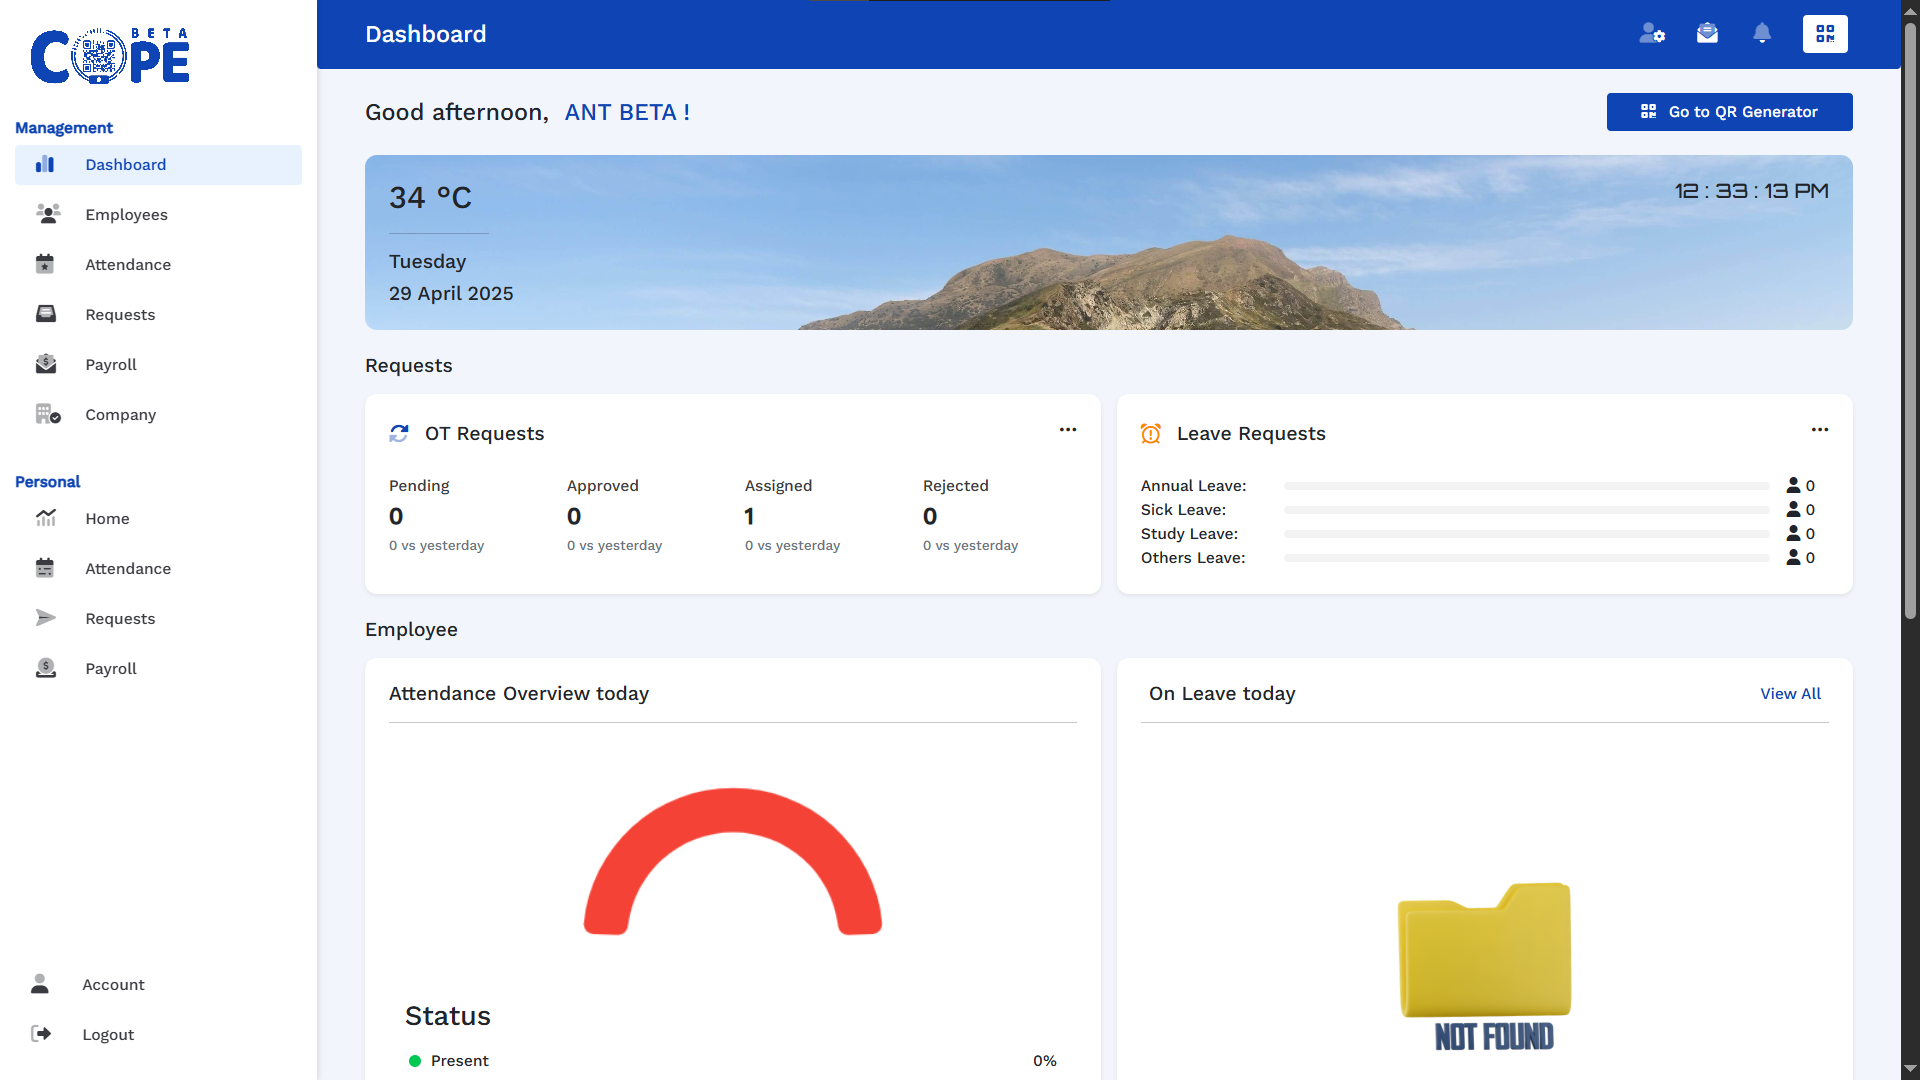 BETA
COPE
Management
Dashboard
Employees
Attendance
Requests
Payroll
Company
Personal
Home
Attendance
Requests
Payroll
Account
Logout
Dashboard
Good afternoon, ANT BETA !
Go to QR Generator
34 °C
12 : 33 : 13 PM
Tuesday
29 April 2025
Requests
OT Requests
Pending Approved Assigned Rejected
0 0 1 0
0 vs yesterday 0 vs yesterday 0 vs yesterday 0 vs yesterday
Leave Requests
Annual Leave: 0
Sick Leave: 0
Study Leave: 0
Others Leave: 0
Employee
Attendance Overview today
Status
Present 0%
On Leave today View All
NOT FOUND